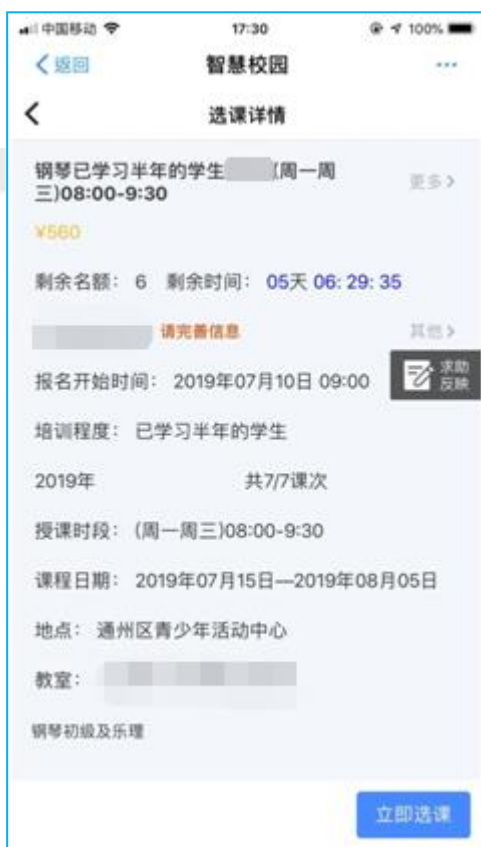 中国移动 17:30 100%
返回 智慧校园 ...
选课详情
钢琴已学习半年的学生 (周一周
三)08:00-9:30
更多>
¥560
剩余名额： 6 剩余时间： 05天 06: 29: 35
请完善信息 其他>
求助
反映
报名开始时间： 2019年07月10日 09:00
培训程度： 已学习半年的学生
2019年 共7/7课次
授课时段： (周一周三)08:00-9:30
课程日期： 2019年07月15日—2019年08月05日
地点： 通州区青少年活动中心
教室：
钢琴初级及乐理
立即选课